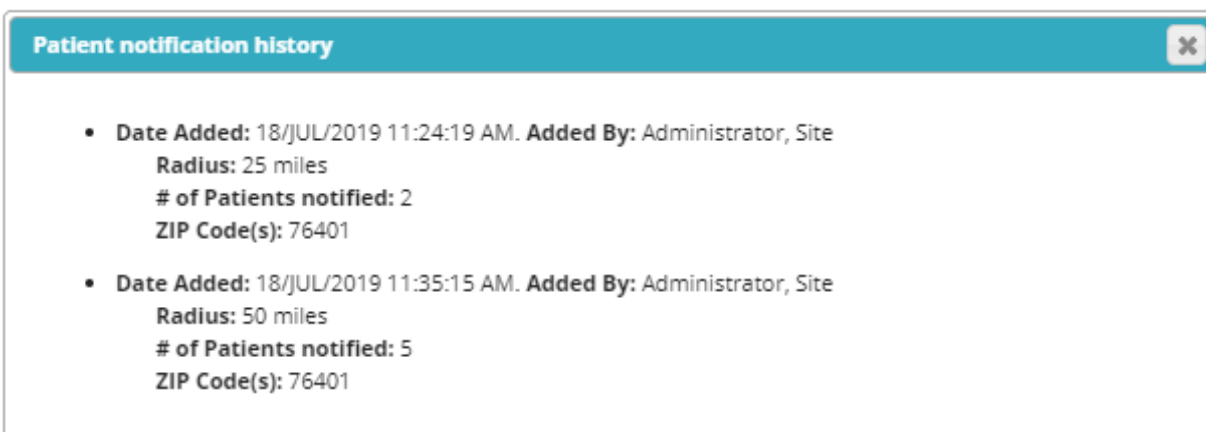 Patient notification history
• Date Added: 18/JUL/2019 11:24:19 AM. Added By: Administrator, Site
Radius: 25 miles
# of Patients notified: 2
ZIP Code(s): 76401
• Date Added: 18/JUL/2019 11:35:15 AM. Added By: Administrator, Site
Radius: 50 miles
# of Patients notified: 5
ZIP Code(s): 76401